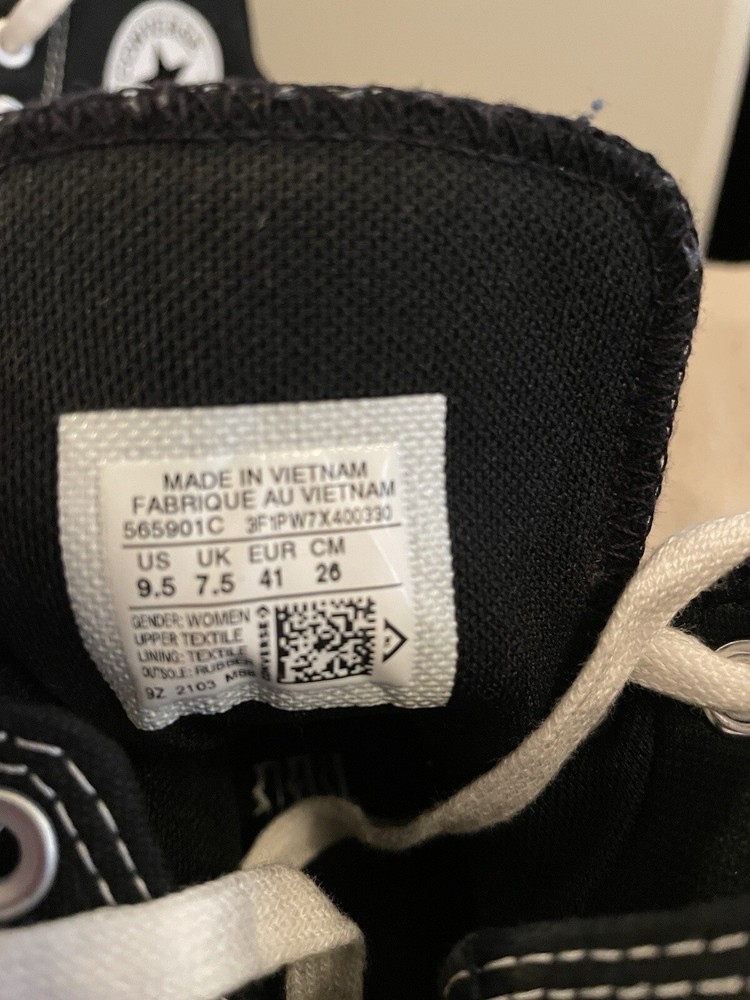 CONVERSE
MADE IN VIETNAM
FABRIQUE AU VIETNAM
565901C 3F1PW7X400330
US UK EUR CM
9.5 7.5 41 26
GENDER: WOMEN
UPPER TEXTILE
LINING: TEXTILE
OUTSOLE: RUBBER
9Z 2103
CONVERSE